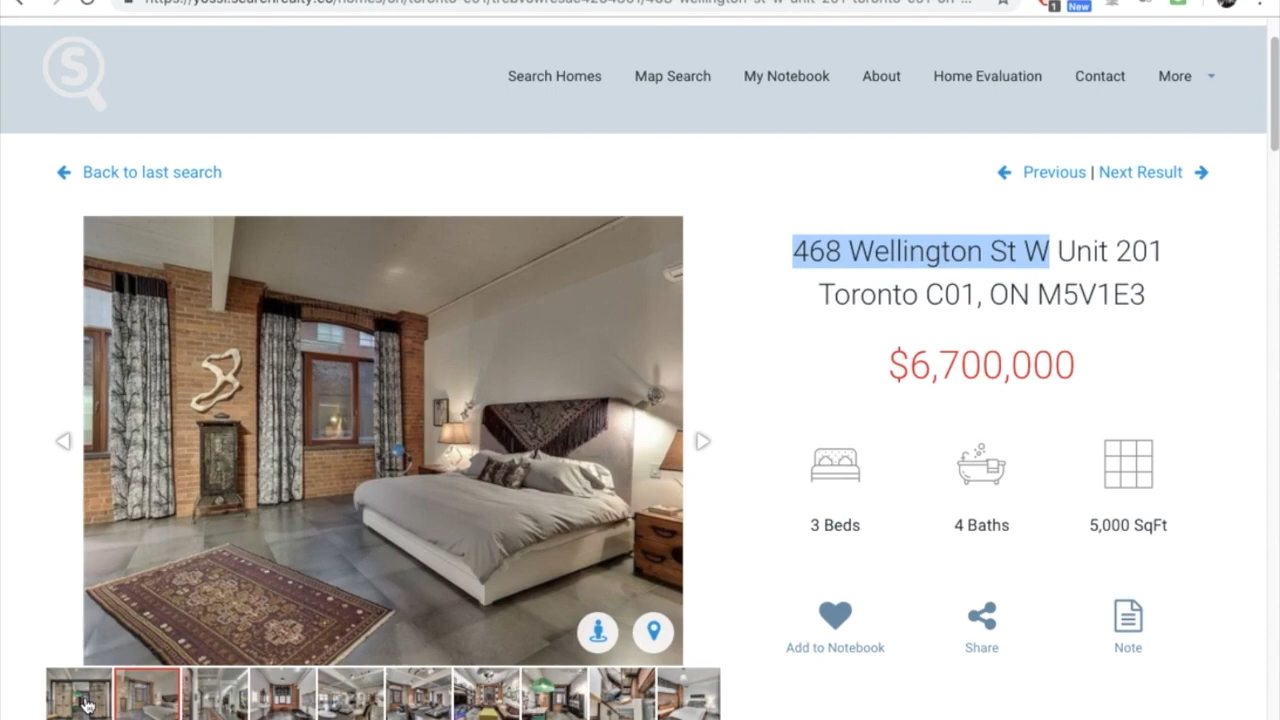 S
Search Homes Map Search My Notebook About Home Evaluation Contact More
Back to last search
Previous | Next Result
468 Wellington St W Unit 201
Toronto C01, ON M5V1E3
$6,700,000
3 Beds 4 Baths 5,000 SqFt
Add to Notebook Share Note
1
New